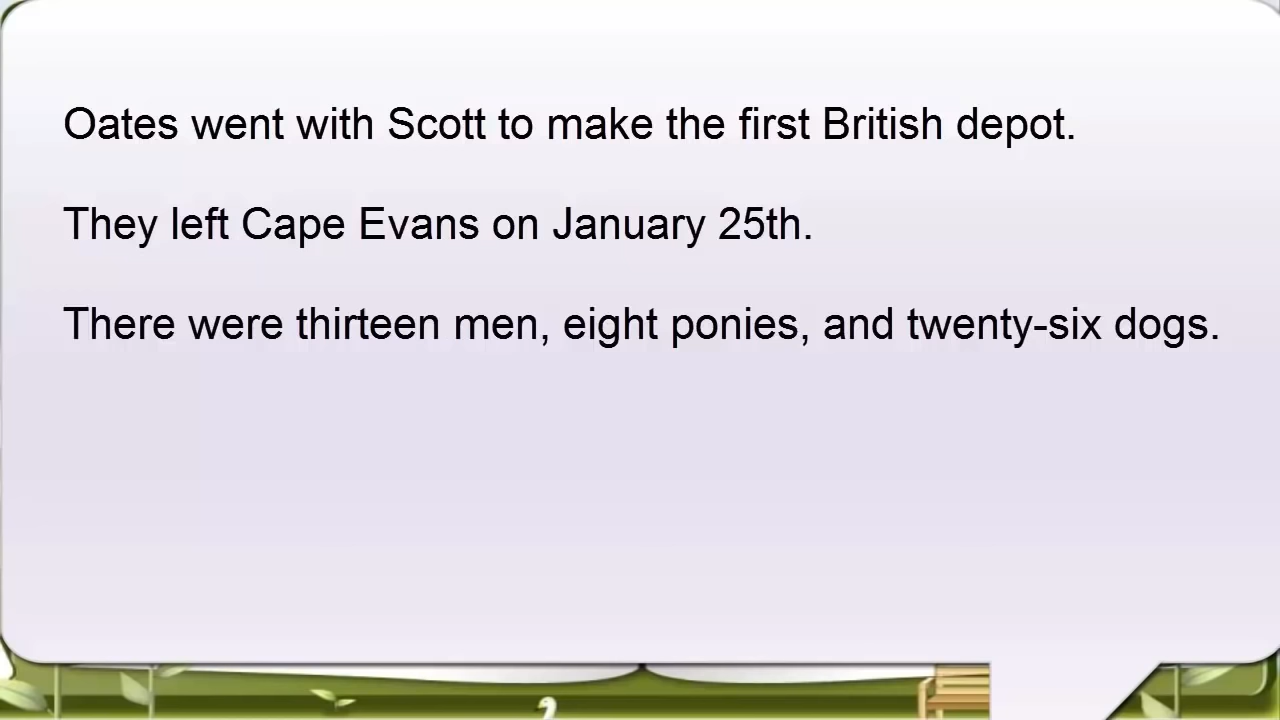 Oates went with Scott to make the first British depot.
They left Cape Evans on January 25th.
There were thirteen men, eight ponies, and twenty-six dogs.